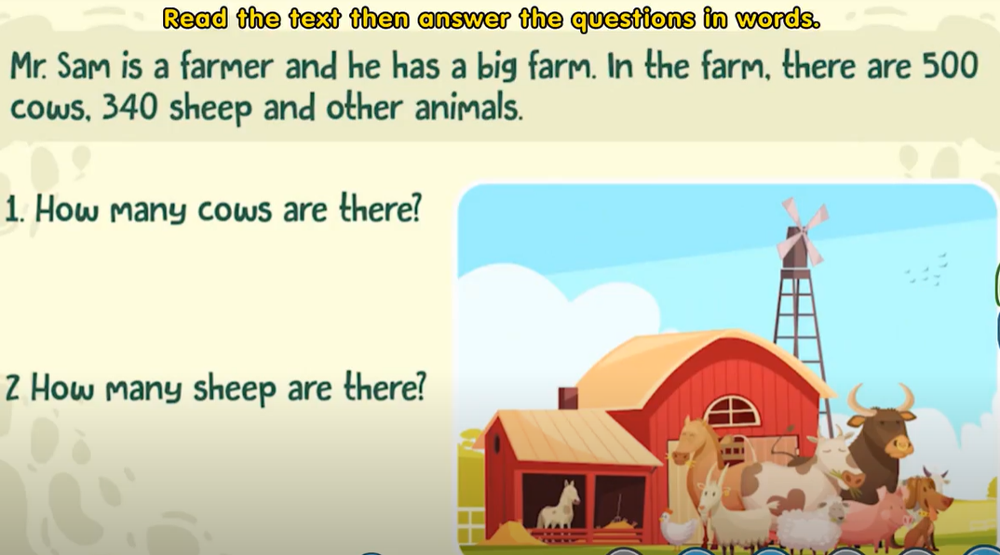 Read the text then answer the questions in words.
Mr. Sam is a farmer and he has a big farm. In the farm, there are 500
cows, 340 sheep and other animals.
1. How many cows are there?
2 How many sheep are there?